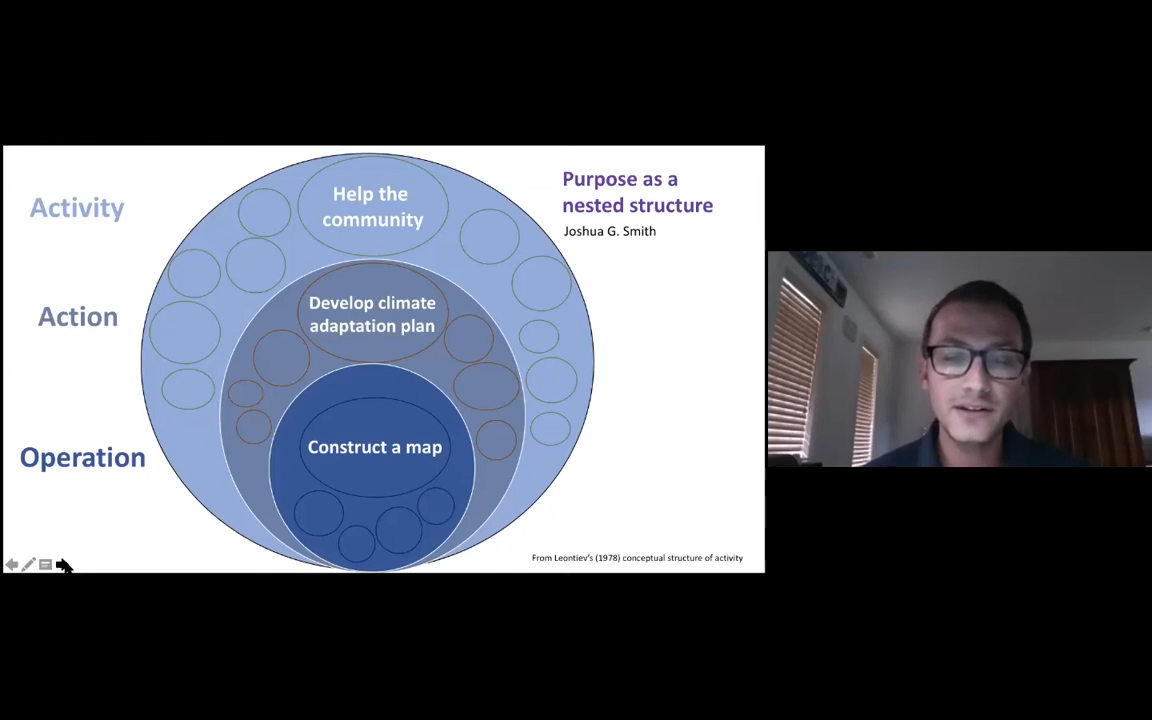 Activity
Help the
community
Purpose as a
nested structure
Joshua G. Smith
Action
Develop climate
adaptation plan
Operation
Construct a map
From Leontiev's (1978) conceptual structure of activity